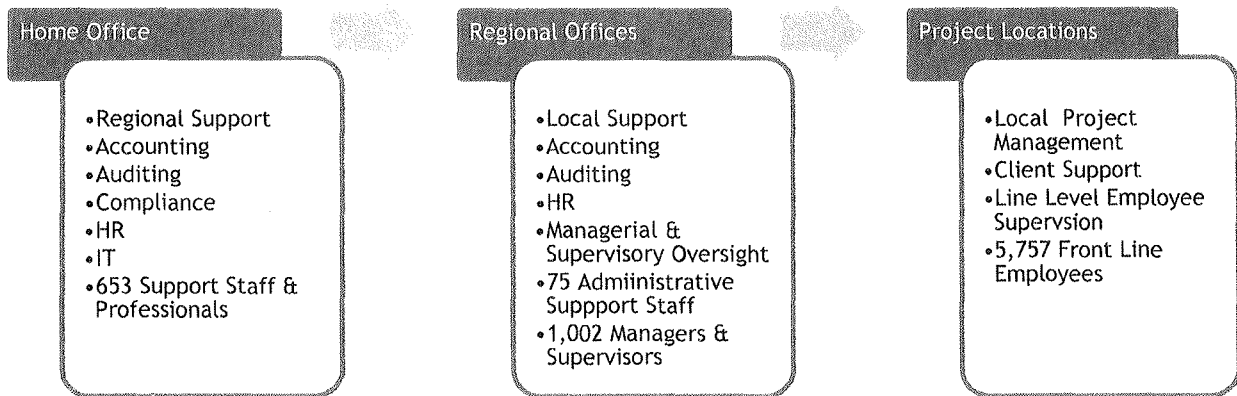 Home Office
•Regional Support
•Accounting
•Auditing
•Compliance
•HR
•IT
•653 Support Staff &
Professionals
Regional Offices
•Local Support
•Accounting
•Auditing
•HR
•Managerial &
Supervisory Oversight
•75 Admiinistrative
Suppport Staff
•1,002 Managers &
Supervisors
Project Locations
•Local Project
Management
•Client Support
•Line Level Employee
Supervsion
•5,757 Front Line
Employees